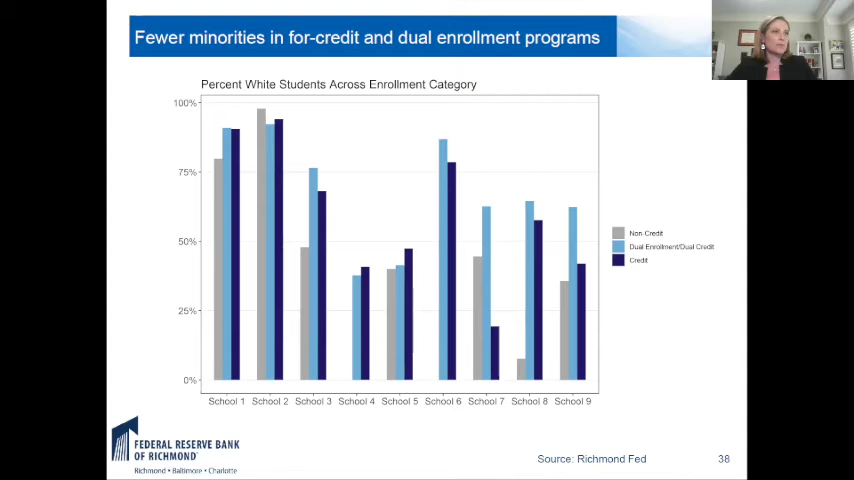 Fewer minorities in for-credit and dual enrollment programs
Percent White Students Across Enrollment Category
100%
75%
50%
25%
0%
School 1 School 2 School 3 School 4 School 5 School 6 School 7 School 8 School 9
Non-Credit
Dual Enrollment/Dual Credit
Credit
FEDERAL RESERVE BANK
OF RICHMOND
Richmond • Baltimore • Charlotte
Source: Richmond Fed
38